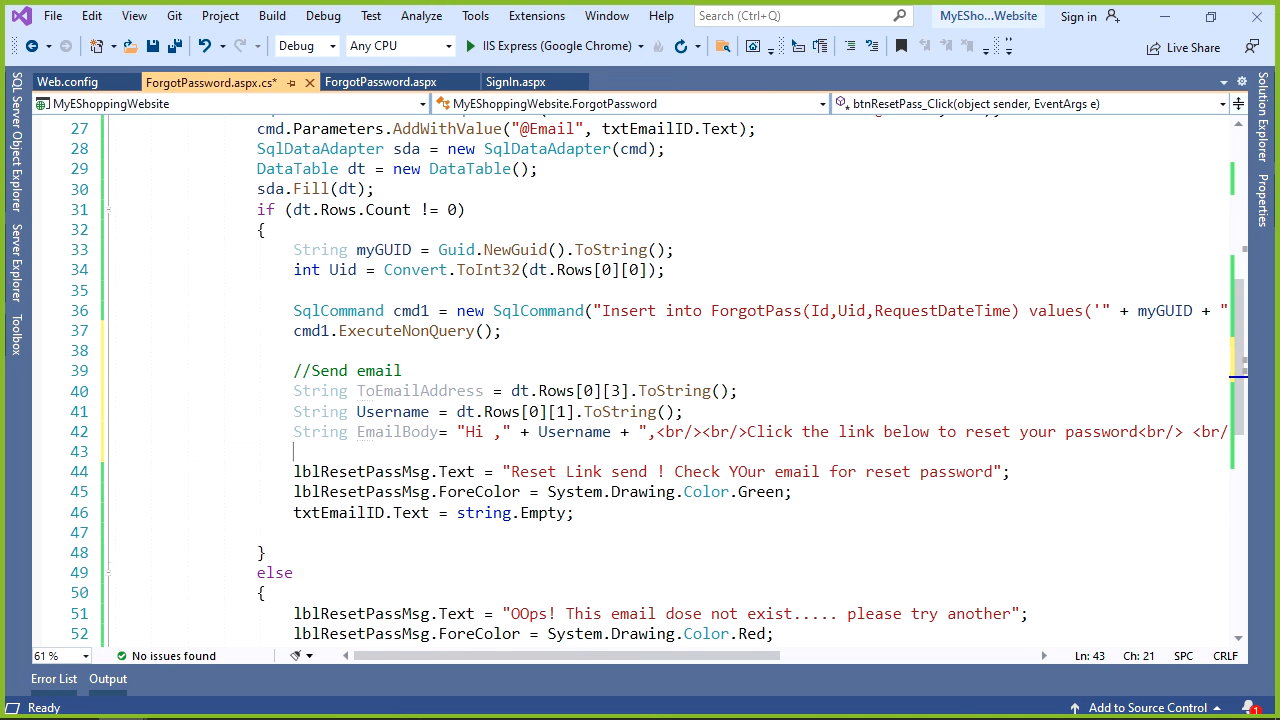 File Edit View Git Project Build Debug Test Analyze Tools Extensions Window Help Search (Ctrl+Q) MyESho...Website Sign in
Debug Any CPU IIS Express (Google Chrome) Live Share
Web.config ForgotPassword.aspx.cs* ForgotPassword.aspx SignIn.aspx
MyEShoppingWebsite MyEShoppingWebsite.ForgotPassword btnResetPass_Click(object sender, EventArgs e)
SQL Server Object Explorer
Server Explorer
Toolbox
27 cmd.Parameters.AddWithValue("@Email", txtEmailID.Text);
28 SqlDataAdapter sda = new SqlDataAdapter(cmd);
29 DataTable dt = new DataTable();
30 sda.Fill(dt);
31 if (dt.Rows.Count != 0)
32 {
33 String myGUID = Guid.NewGuid().ToString();
34 int Uid = Convert.ToInt32(dt.Rows[0][0]);
35
36 SqlCommand cmd1 = new SqlCommand("Insert into ForgotPass(Id,Uid,RequestDateTime) values('" + myGUID + "
37 cmd1.ExecuteNonQuery();
38
39 //Send email
40 String ToEmailAddress = dt.Rows[0][3].ToString();
41 String Username = dt.Rows[0][1].ToString();
42 String EmailBody= "Hi ," + Username + ",<br/><br/>Click the link below to reset your password<br/> <br/
43
44 lblResetPassMsg.Text = "Reset Link send ! Check YOur email for reset password";
45 lblResetPassMsg.ForeColor = System.Drawing.Color.Green;
46 txtEmailID.Text = string.Empty;
47
48 }
49 else
50 {
51 lblResetPassMsg.Text = "OOps! This email dose not exist..... please try another";
52 lblResetPassMsg.ForeColor = System.Drawing.Color.Red;
Solution Explorer
Properties
61 % No issues found Ln: 43 Ch: 21 SPC CRLF
Error List Output
Ready Add to Source Control 1